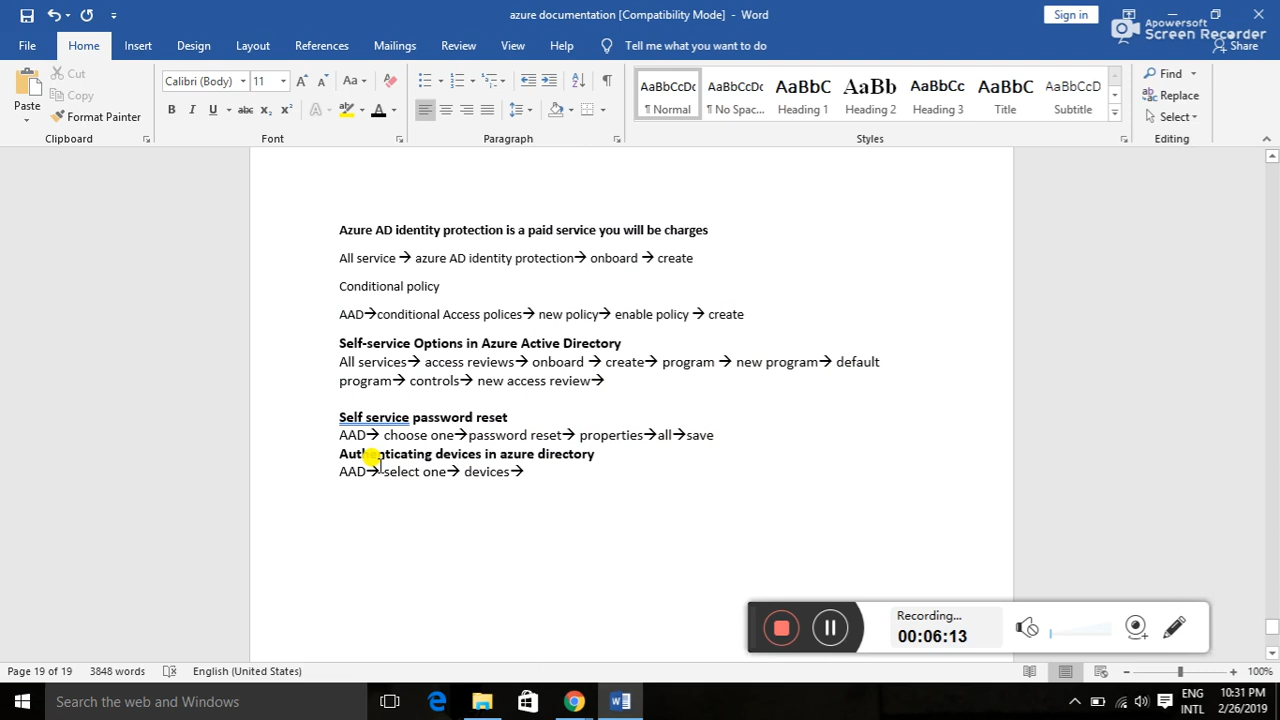 azure documentation [Compatibility Mode] - Word
Sign in
Apowersoft
Screen Recorder
File Home Insert Design Layout References Mailings Review View Help Tell me what you want to do Share
Paste
Cut
Copy
Format Painter
Calibri (Body) 11
AaBbCcDc AaBbCcDc AaBbC AaBb AaBbCc AaBbC AaBbCcD
¶ Normal ¶ No Spac... Heading 1 Heading 2 Heading 3 Title Subtitle
Find
Replace
Select
Clipboard Font Paragraph Styles Editing
Azure AD identity protection is a paid service you will be charges
All service → azure AD identity protection→ onboard → create
Conditional policy
AAD→conditional Access polices→ new policy→ enable policy → create
Self-service Options in Azure Active Directory
All services→ access reviews→ onboard → create→ program → new program→ default
program→ controls→ new access review→
Self service password reset
AAD→ choose one→password reset→ properties→all→save
Authenticating devices in azure directory
AAD→ select one→ devices→
Recording...
00:06:13
Page 19 of 19 3848 words English (United States) 100%
Search the web and Windows
ENG
INTL
10:31 PM
2/26/2019